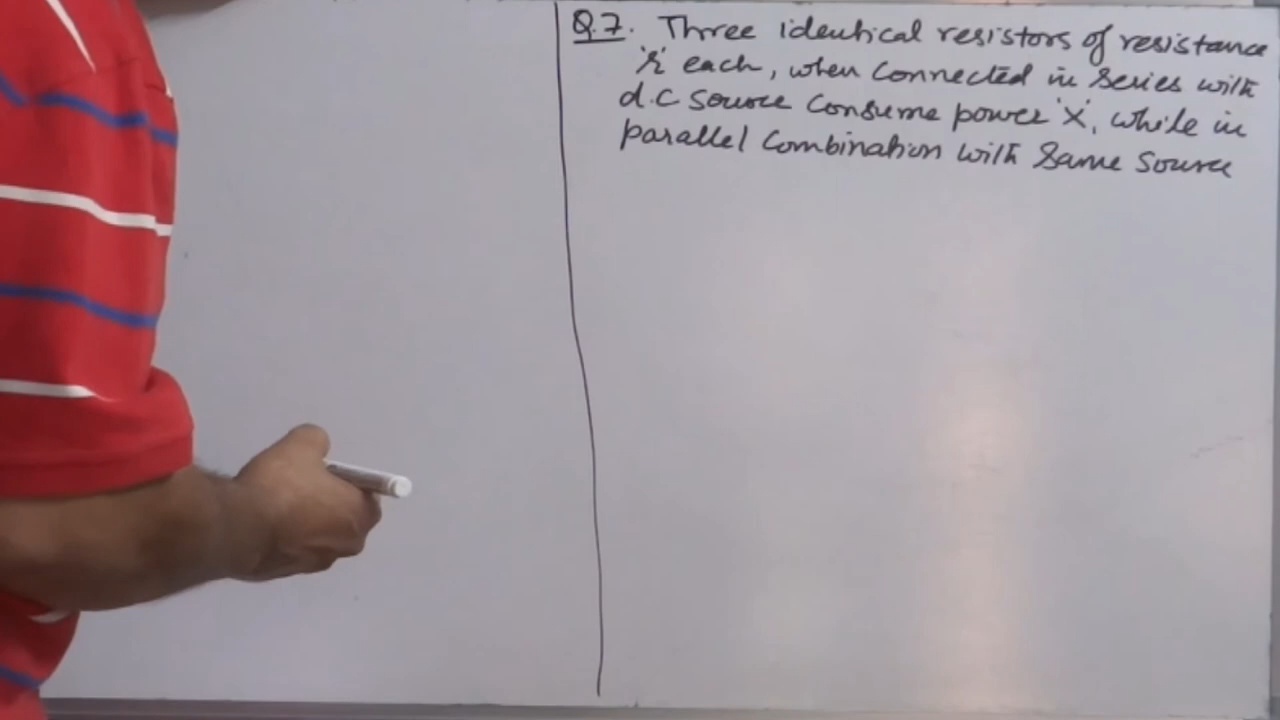 Q.7. Three identical resistors of resistance
'r' each, when connected in series with
d.c source consume power 'X', while in
parallel combination with same source